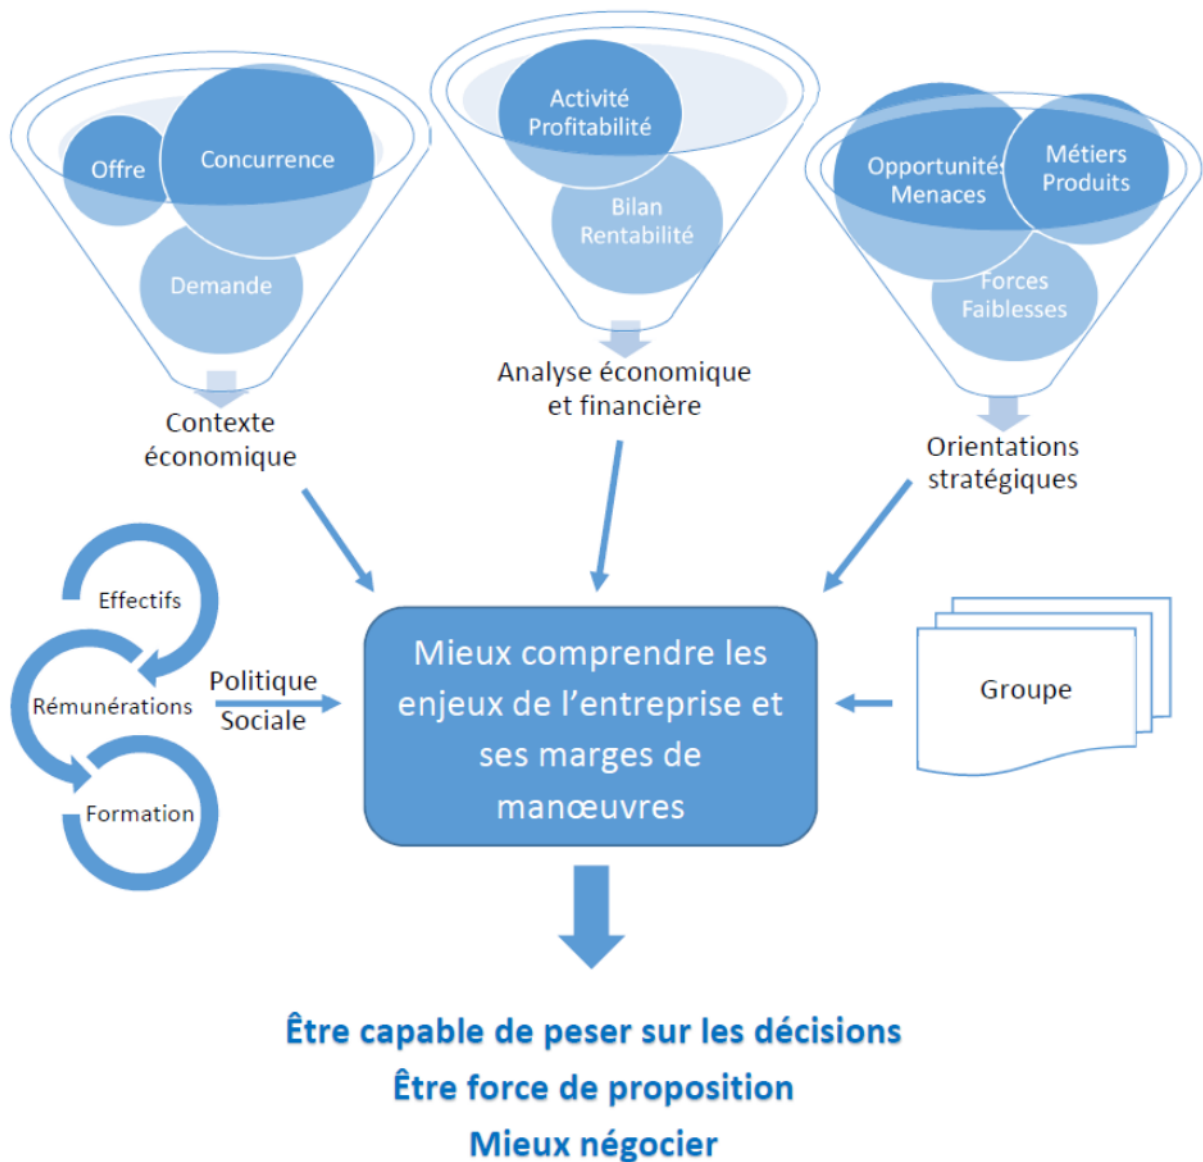 Offre
Concurrence
Demande
Contexte
économique
Activité
Profitabilité
Bilan
Rentabilité
Analyse économique
et financière
Opportunités
Menaces
Métiers
Produits
Forces
Faiblesses
Orientations
stratégiques
Effectifs
Rémunérations
Formation
Politique
Sociale
Mieux comprendre les
enjeux de l’entreprise et
ses marges de
manœuvres
Groupe
Être capable de peser sur les décisions
Être force de proposition
Mieux négocier